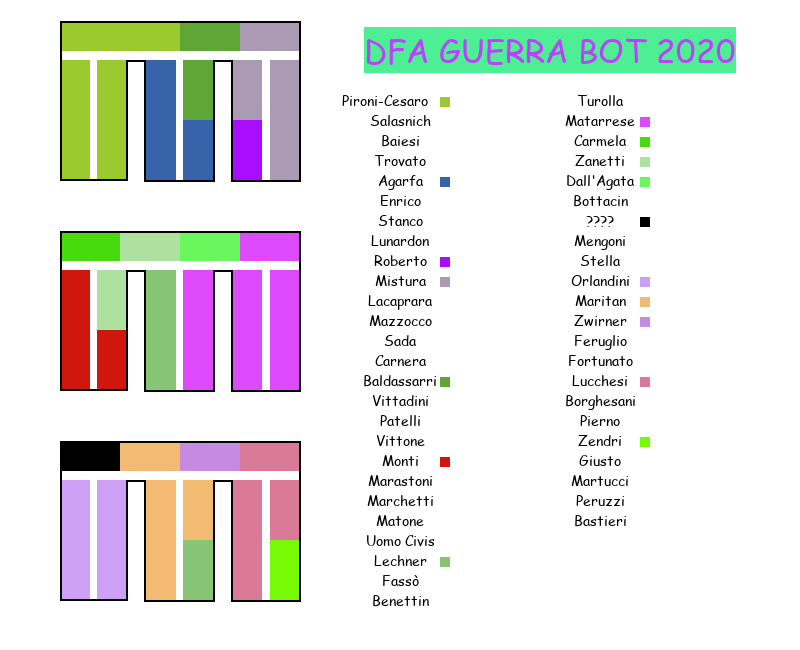 DFA GUERRA BOT 2020
Pironi-Cesaro
Salasnich
Baiesi
Trovato
Agarfa
Enrico
Stanco
Lunardon
Roberto
Mistura
Lacaprara
Mazzocco
Sada
Carnera
Baldassarri
Vittadini
Patelli
Vittone
Monti
Marastoni
Marchetti
Matone
Uomo Civis
Lechner
Fassò
Benettin
Turolla
Matarrese
Carmela
Zanetti
Dall'Agata
Bottacin
????
Mengoni
Stella
Orlandini
Maritan
Zwirner
Feruglio
Fortunato
Lucchesi
Borghesani
Pierno
Zendri
Giusto
Martucci
Peruzzi
Bastieri